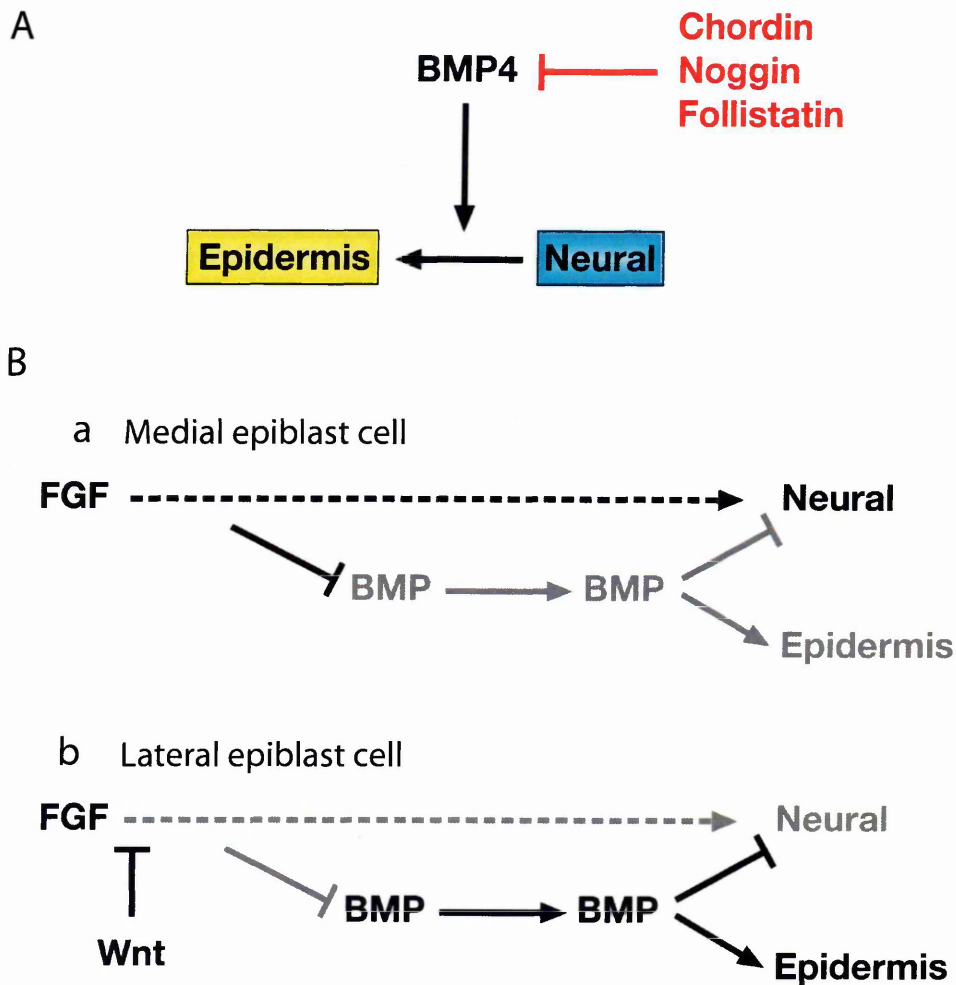 A
Chordin
BMP4
Noggin
Follistatin
Epidermis
Neural
B
a Medial epiblast cell
FGF
Neural
BMP
BMP
Epidermis
b Lateral epiblast cell
FGF
Neural
BMP
BMP
Wnt
Epidermis